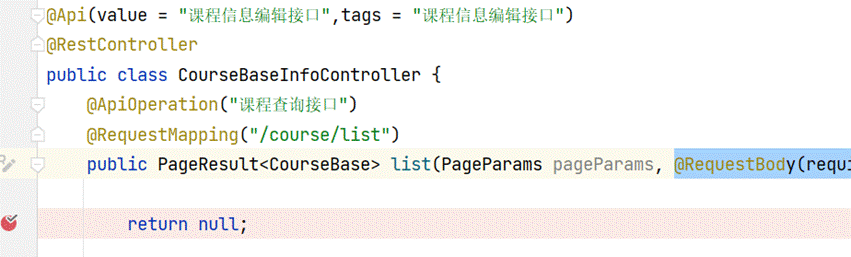 @Api(value = "课程信息编辑接口",tags = "课程信息编辑接口")
@RestController
public class CourseBaseInfoController {
@ApiOperation("课程查询接口")
@RequestMapping("/course/list")
public PageResult<CourseBase> list(PageParams pageParams, @RequestBody(requi
return null;